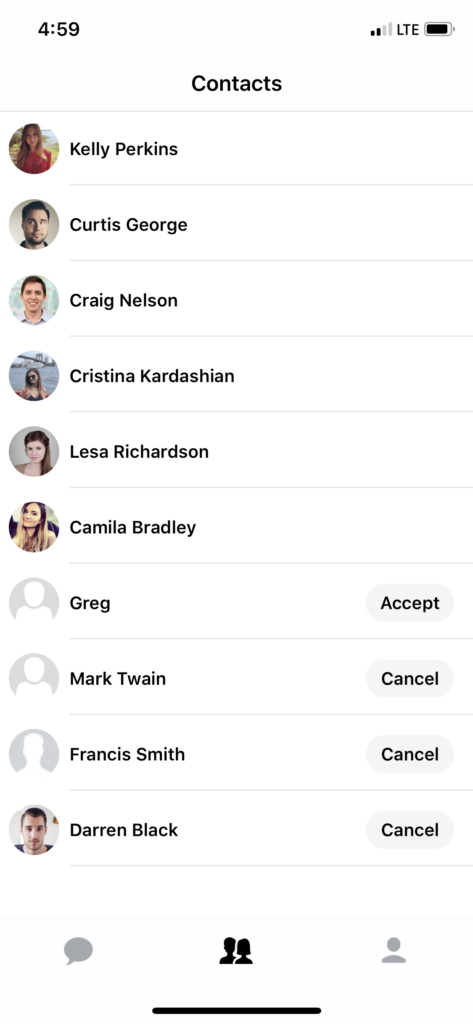 4:59 LTE
Contacts
Kelly Perkins
Curtis George
Craig Nelson
Cristina Kardashian
Lesa Richardson
Camila Bradley
Greg Accept
Mark Twain Cancel
Francis Smith Cancel
Darren Black Cancel